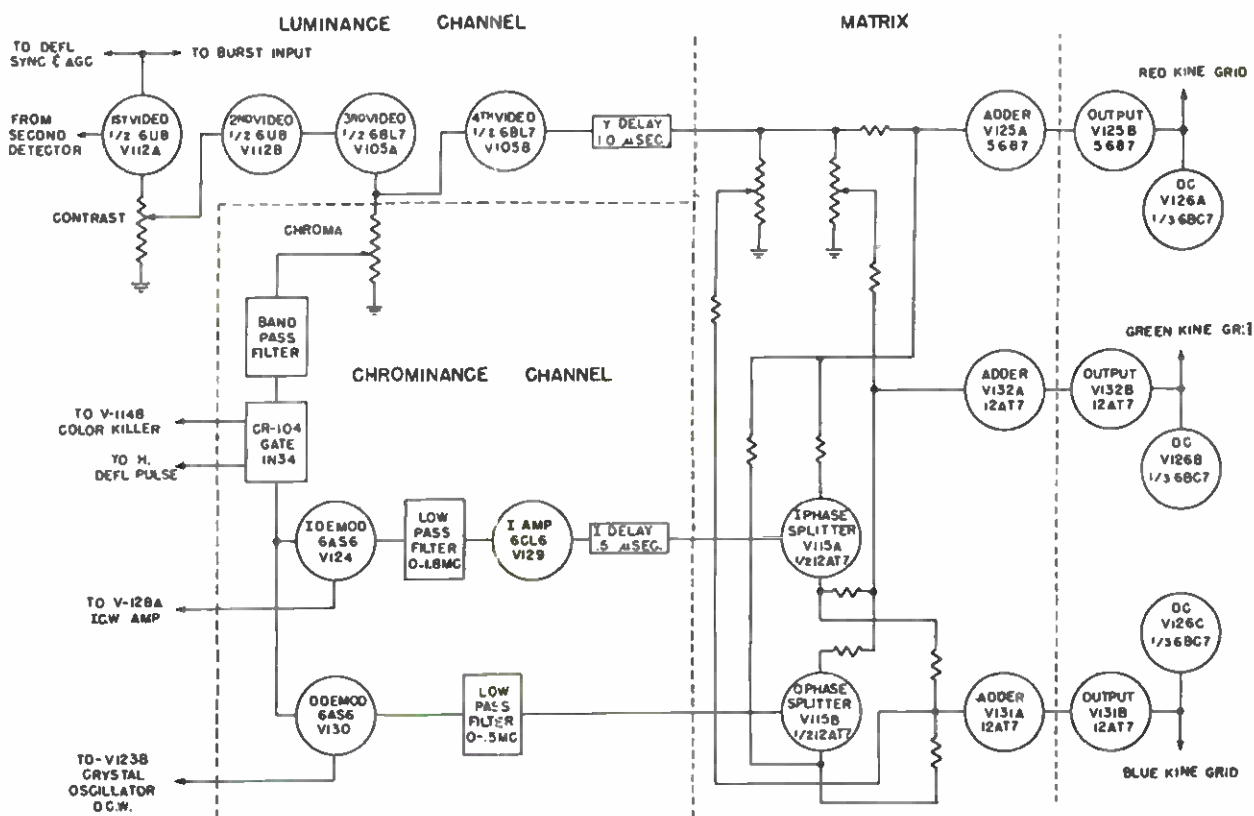 LUMINANCE CHANNEL
MATRIX
TO DEFL
SYNC & AGC
TO BURST INPUT
RED KINE GRID
FROM
SECOND
DETECTOR
1ST VIDEO
1/2 6U8
V112A
2ND VIDEO
1/2 6U8
V112B
3RD VIDEO
1/2 6BL7
V105A
4TH VIDEO
1/2 6BL7
V105B
Y DELAY
1.0 µSEC.
ADDER
V125A
5687
OUTPUT
V125B
5687
DC
V126A
1/3 6BC7
CONTRAST
CHROMA
BAND
PASS
FILTER
GREEN KINE GRI
CHROMINANCE CHANNEL
ADDER
V132A
12AT7
OUTPUT
V132B
12AT7
TO V-114B
COLOR KILLER
CR-104
GATE
IN34
TO H.
DEFL PULSE
DC
V126B
1/3 6BC7
I DEMOD
6AS6
V124
LOW
PASS
FILTER
0-1.8MC
I AMP
6CL6
V129
I DELAY
.5 µSEC.
I PHASE
SPLITTER
V115A
1/2 12AT7
TO V-128A
I C.W AMP
DC
V126C
1/3 6BC7
Q DEMOD
6AS6
V130
LOW
PASS
FILTER
0-.5MC
Q PHASE
SPLITTER
V115B
1/2 12AT7
ADDER
V131A
12AT7
OUTPUT
V131B
12AT7
TO-V123B
CRYSTAL
OSCILLATOR
Q C.W.
BLUE KINE GRID